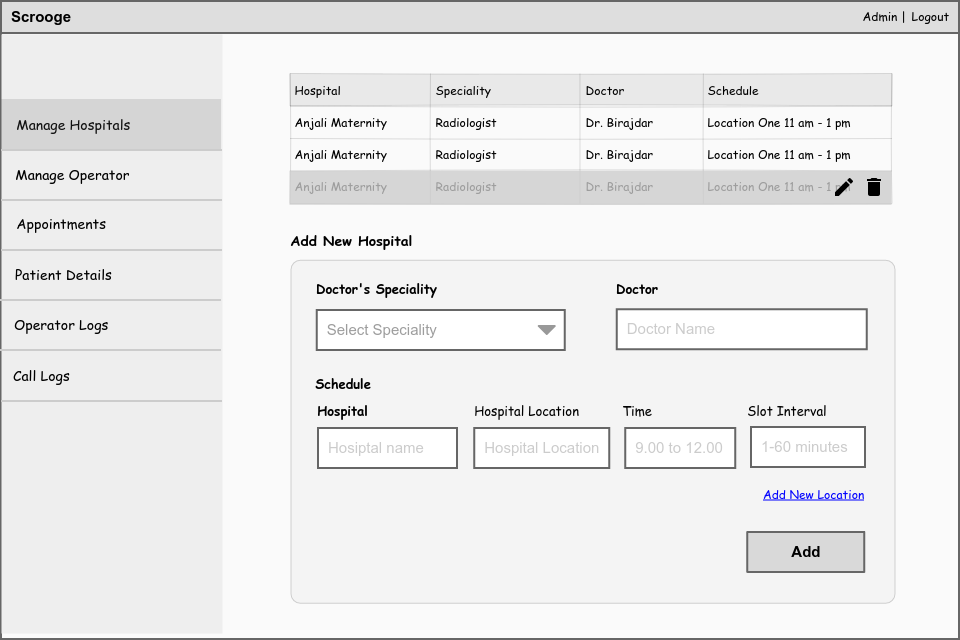 Scrooge
Admin | Logout
Manage Hospitals
Manage Operator
Appointments
Patient Details
Operator Logs
Call Logs
Hospital Speciality Doctor Schedule
Anjali Maternity Radiologist Dr. Birajdar Location One 11 am - 1 pm
Anjali Maternity Radiologist Dr. Birajdar Location One 11 am - 1 pm
Anjali Maternity Radiologist Dr. Birajdar Location One 11 am - 1
Add New Hospital
Doctor's Speciality Doctor
Select Speciality Doctor Name
Schedule
Hospital Hospital Location Time Slot Interval
Hosiptal name Hospital Location 9.00 to 12.00 1-60 minutes
Add New Location
Add